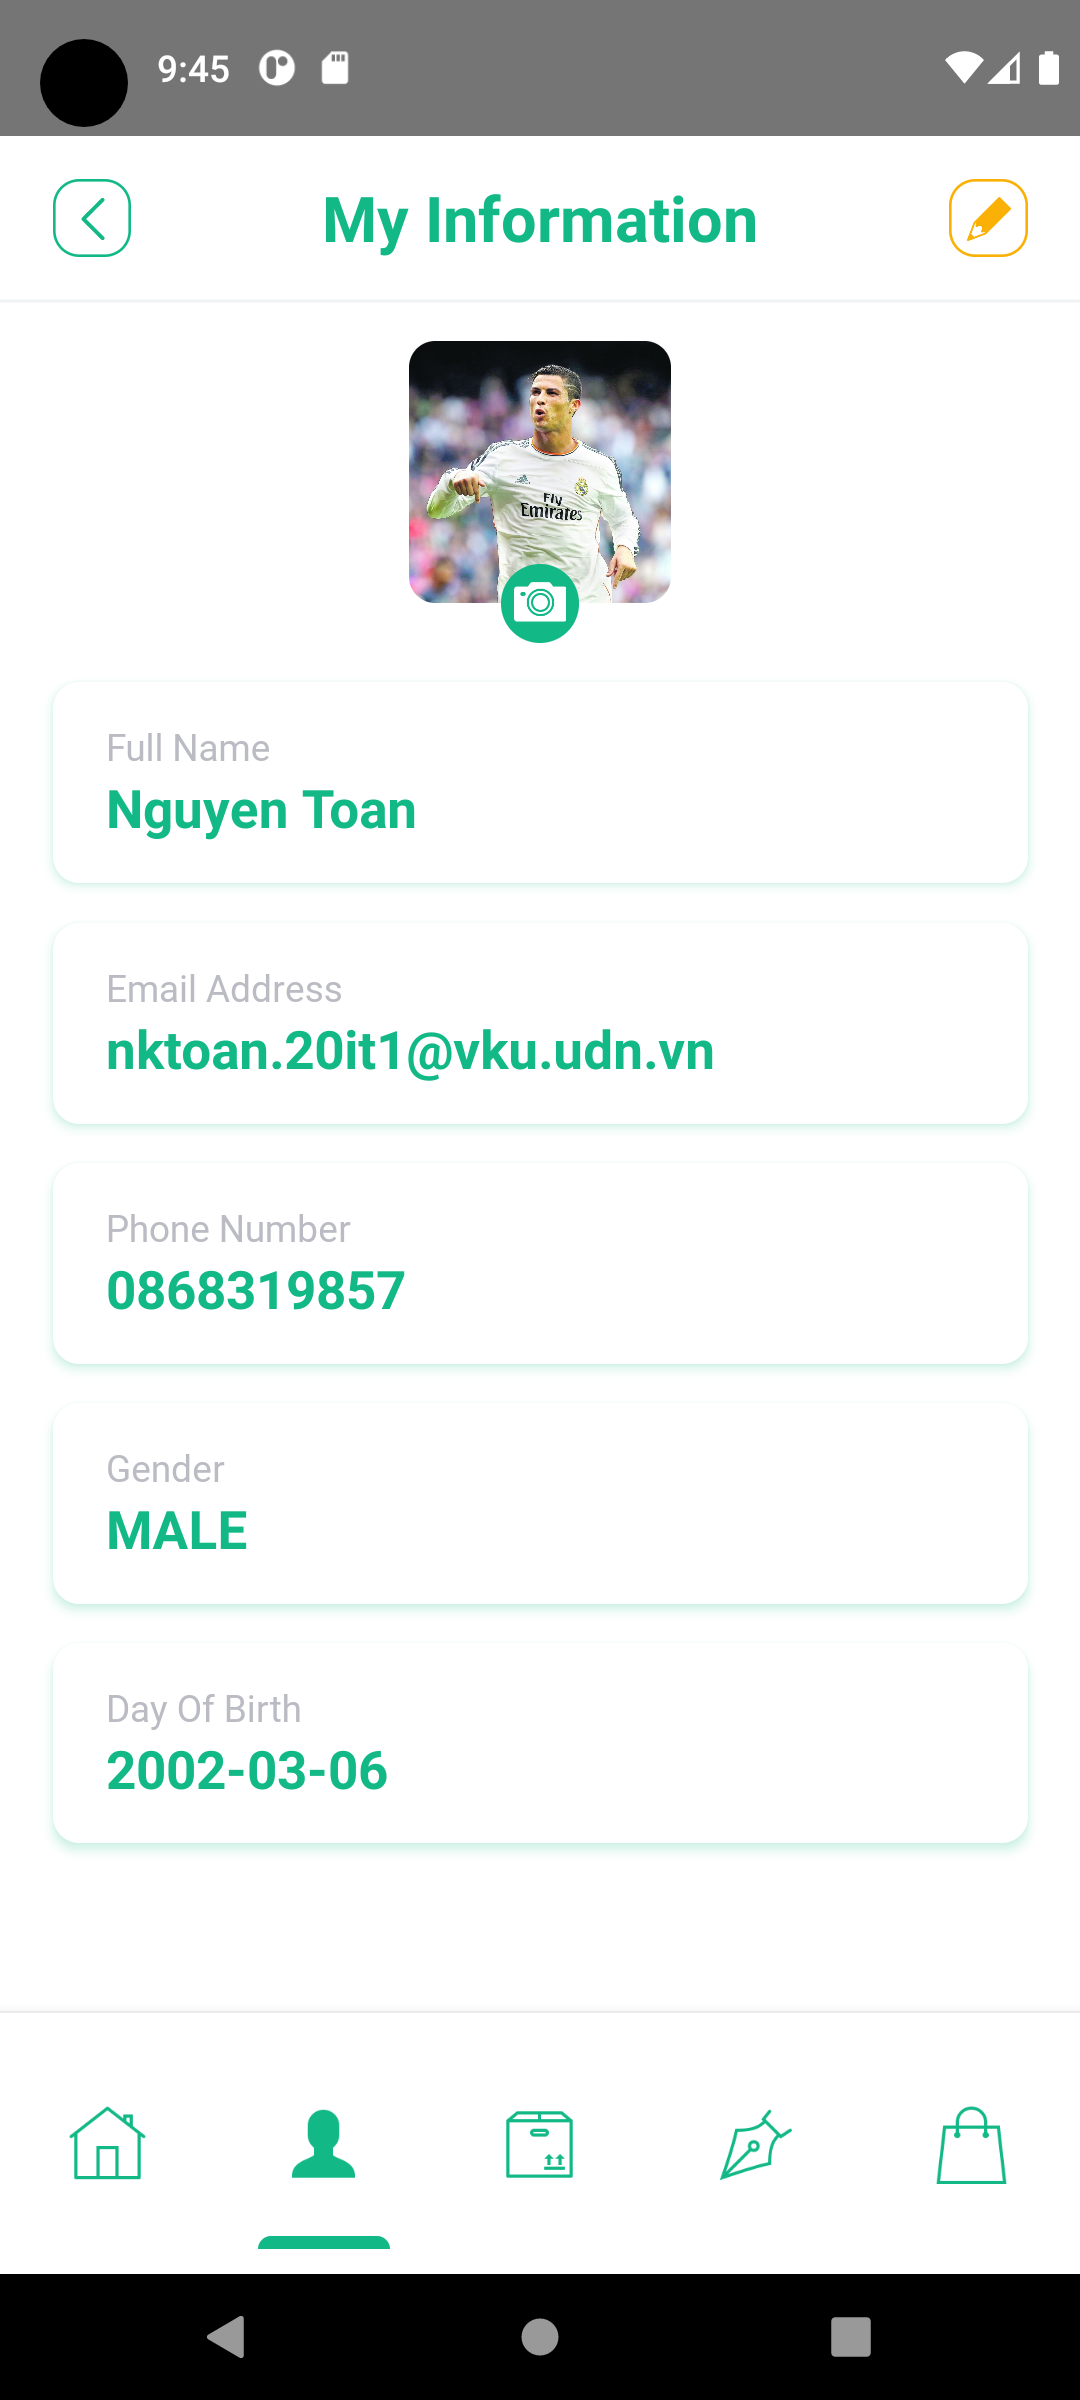 9:45
My Information
Fly
Emirates
Full Name
Nguyen Toan
Email Address
nktoan.20it1@vku.udn.vn
Phone Number
0868319857
Gender
MALE
Day Of Birth
2002-03-06